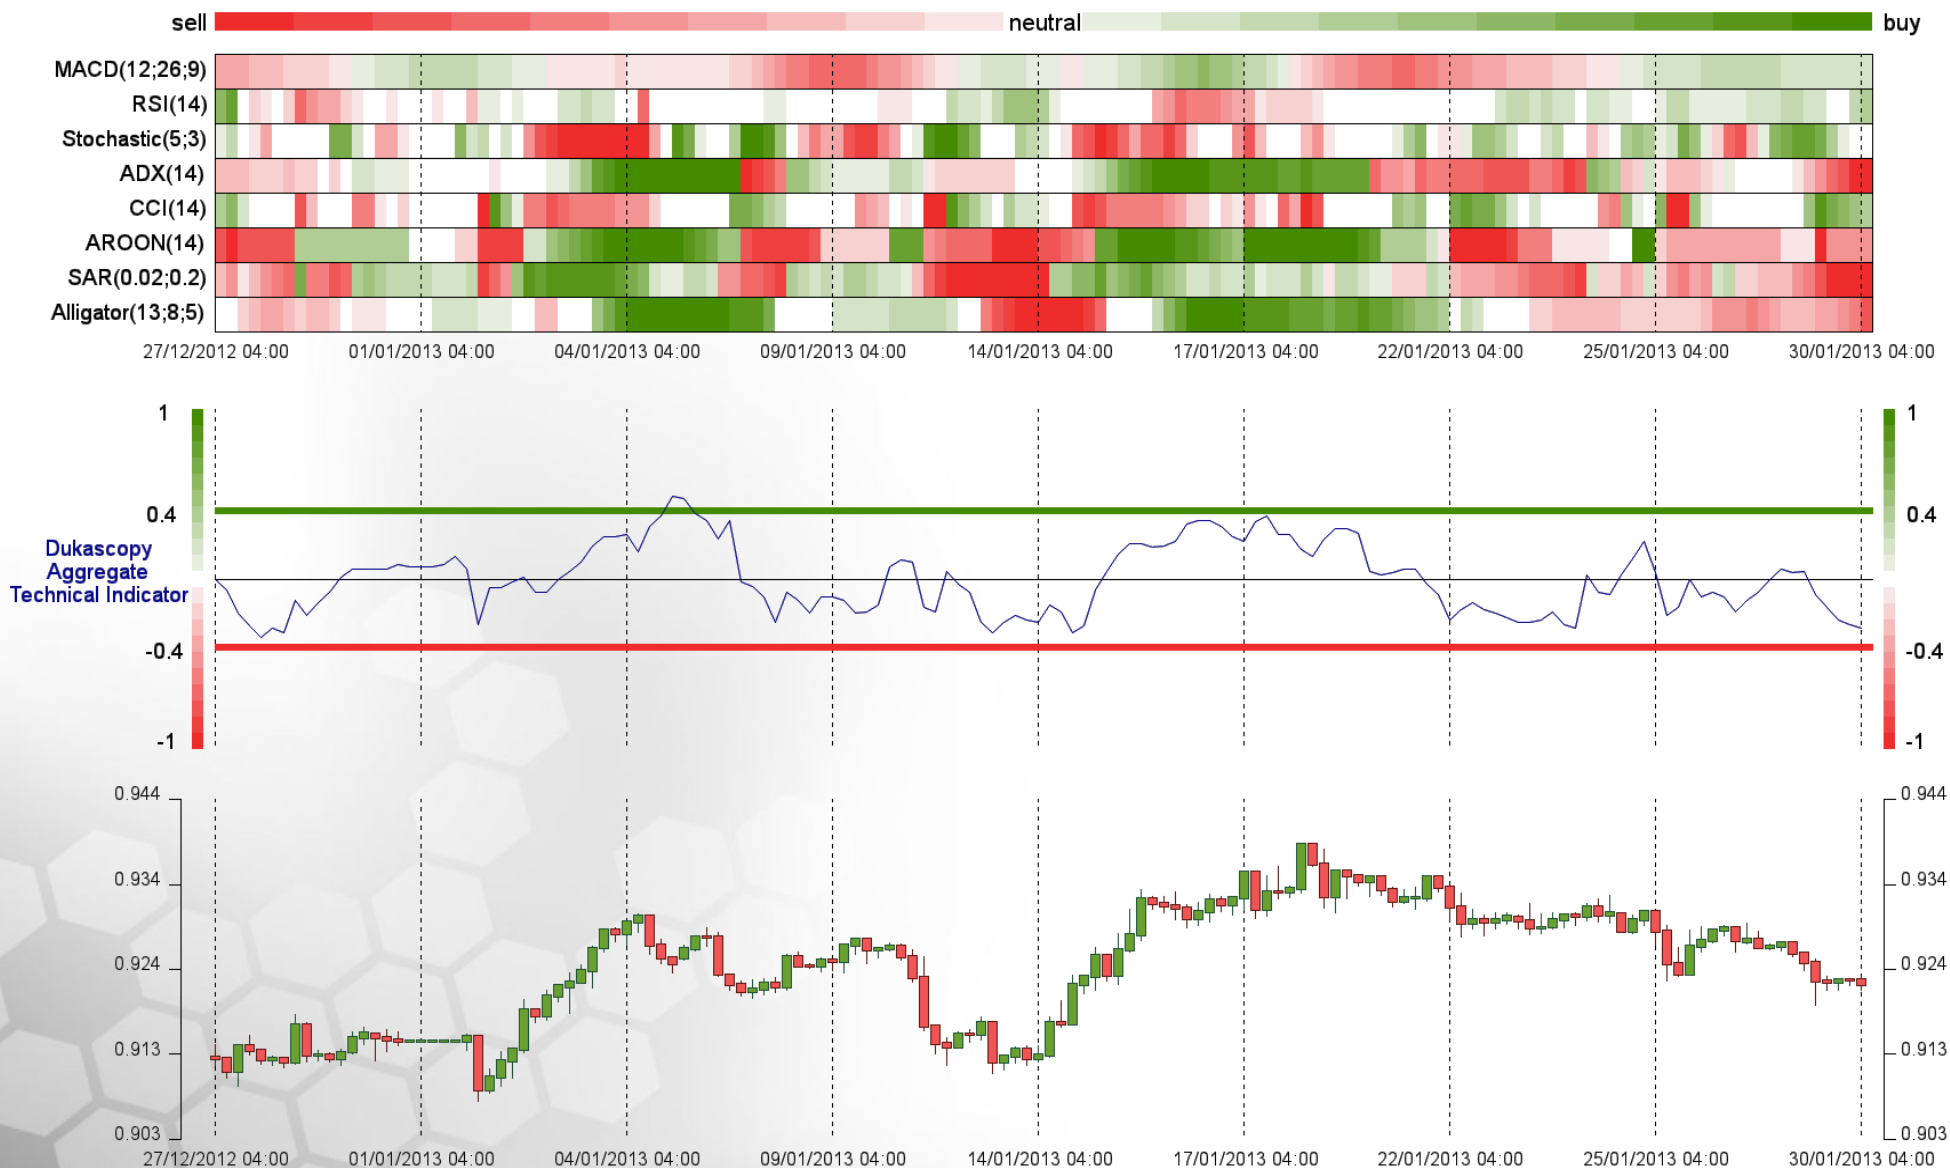 sell neutral buy
MACD(12;26;9)
RSI(14)
Stochastic(5;3)
ADX(14)
CCI(14)
AROON(14)
SAR(0.02;0.2)
Alligator(13;8;5)
27/12/2012 04:00 01/01/2013 04:00 04/01/2013 04:00 09/01/2013 04:00 14/01/2013 04:00 17/01/2013 04:00 22/01/2013 04:00 25/01/2013 04:00 30/01/2013 04:00
1 1
0.4 0.4
Dukascopy
Aggregate
Technical Indicator
-0.4 -0.4
-1 -1
0.944 0.944
0.934 0.934
0.924 0.924
0.913 0.913
0.903 0.903
27/12/2012 04:00 01/01/2013 04:00 04/01/2013 04:00 09/01/2013 04:00 14/01/2013 04:00 17/01/2013 04:00 22/01/2013 04:00 25/01/2013 04:00 30/01/2013 04:00